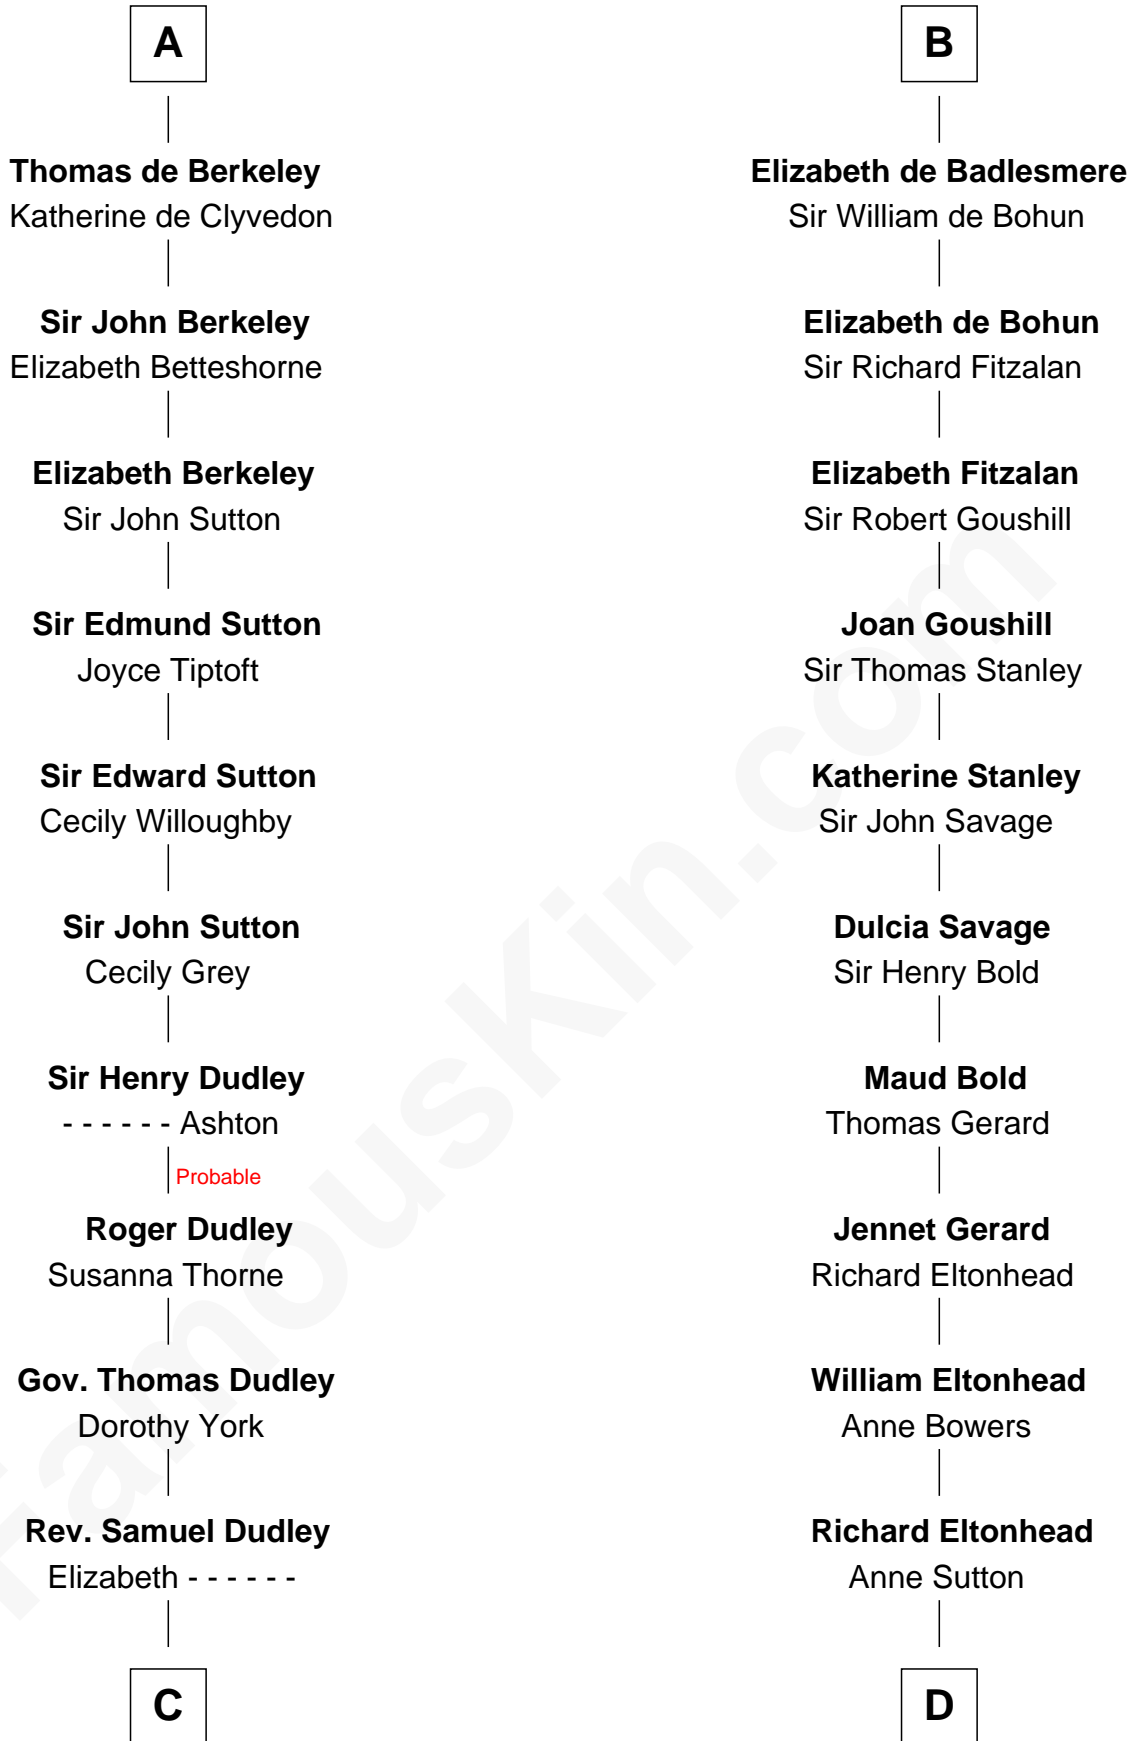 A
Thomas de Berkeley
Katherine de Clyvedon
Sir John Berkeley
Elizabeth Betteshorne
Elizabeth Berkeley
Sir John Sutton
Sir Edmund Sutton
Joyce Tiptoft
Sir Edward Sutton
Cecily Willoughby
Sir John Sutton
Cecily Grey
Sir Henry Dudley
- - - - - - Ashton
Probable
Roger Dudley
Susanna Thorne
Gov. Thomas Dudley
Dorothy York
Rev. Samuel Dudley
Elizabeth - - - - - -
C
B
Elizabeth de Badlesmere
Sir William de Bohun
Elizabeth de Bohun
Sir Richard Fitzalan
Elizabeth Fitzalan
Sir Robert Goushill
Joan Goushill
Sir Thomas Stanley
Katherine Stanley
Sir John Savage
Dulcia Savage
Sir Henry Bold
Maud Bold
Thomas Gerard
Jennet Gerard
Richard Eltonhead
William Eltonhead
Anne Bowers
Richard Eltonhead
Anne Sutton
D
FamousKin.com